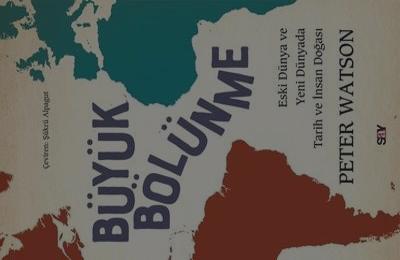 Çeviren: Şükrü Alpagut
BÜYÜK
BÖLÜNME
Eski Dünya ve
Yeni Dünyada
Tarih ve İnsan Doğası
PETER WATSON
say